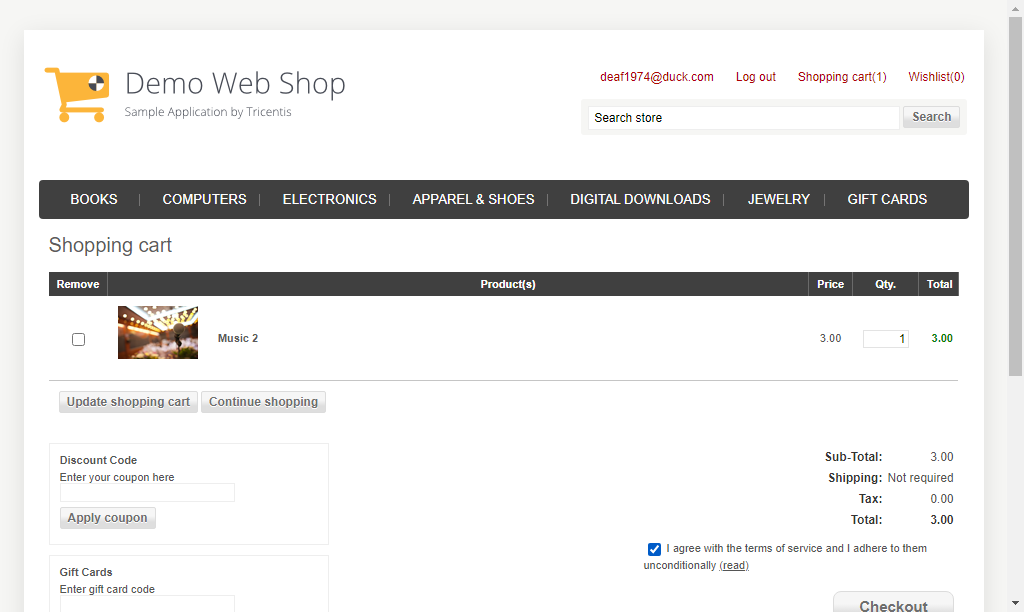 deaf1974@duck.com Log out Shopping cart(1) Wishlist(0)
Demo Web Shop
Sample Application by Tricentis
Search store Search
BOOKS COMPUTERS ELECTRONICS APPAREL & SHOES DIGITAL DOWNLOADS JEWELRY GIFT CARDS
Shopping cart
Remove Product(s) Price Qty. Total
Music 2 3.00 1 3.00
Update shopping cart Continue shopping
Discount Code
Enter your coupon here
Apply coupon
Sub-Total: 3.00
Shipping: Not required
Tax: 0.00
Total: 3.00
I agree with the terms of service and I adhere to them
unconditionally (read)
Gift Cards
Enter gift card code
Checkout